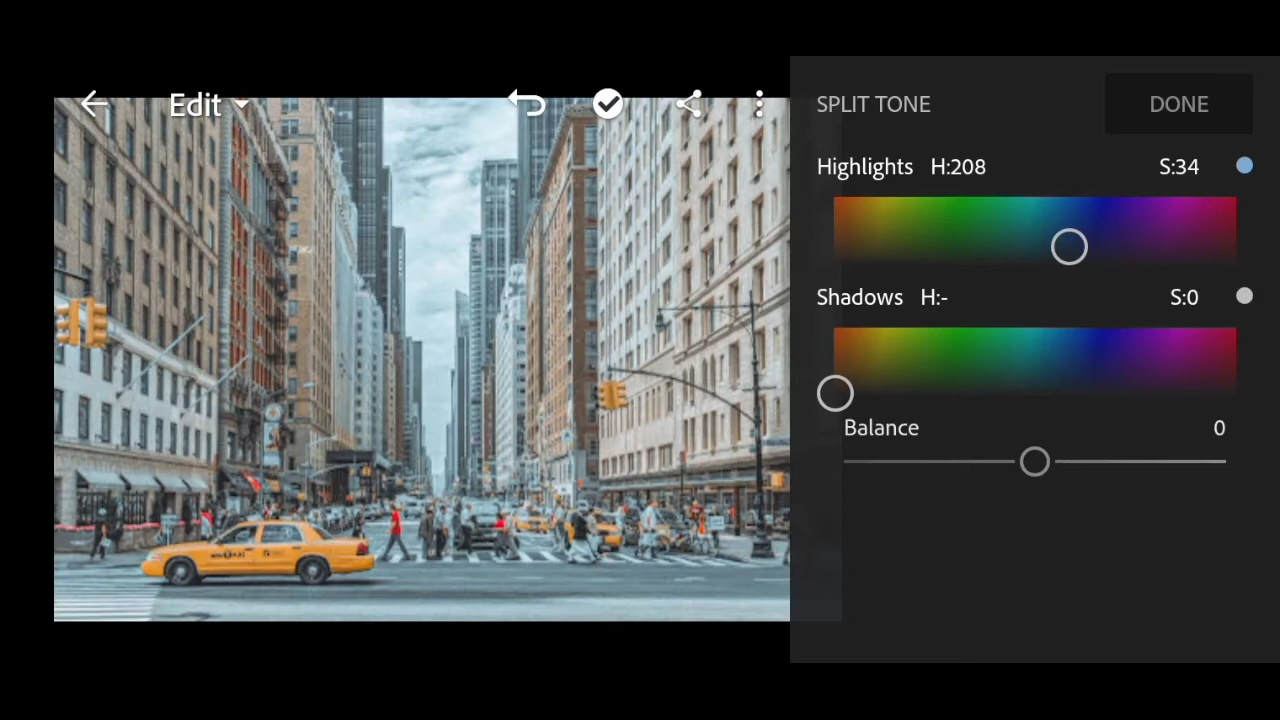 Edit
SPLIT TONE
DONE
Highlights H:208 S:34
Shadows H:- S:0
Balance 0